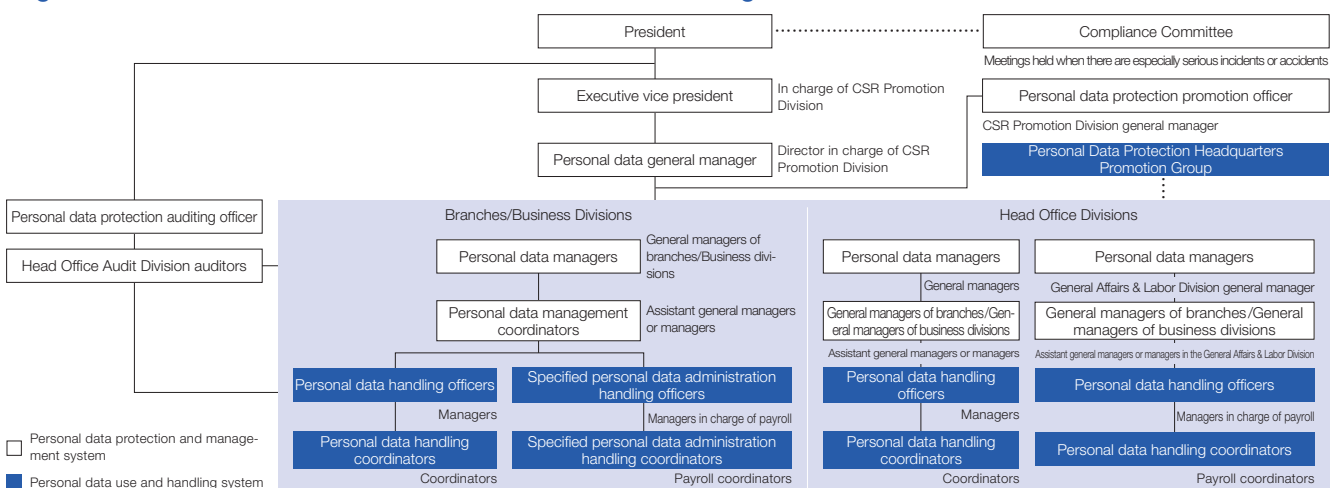 President
Compliance Committee
Meetings held when there are especially serious incidents or accidents
Executive vice president
In charge of CSR Promotion
Division
Personal data protection promotion officer
CSR Promotion Division general manager
Personal data general manager
Director in charge of CSR
Promotion Division
Personal Data Protection Headquarters
Promotion Group
Personal data protection auditing officer
Head Office Audit Division auditors
Branches/Business Divisions
Personal data managers
General managers of
branches/Business divi-
sions
Personal data management
coordinators
Assistant general managers
or managers
Personal data handling officers
Managers
Personal data handling
coordinators
Coordinators
Specified personal data administration
handling officers
Managers in charge of payroll
Specified personal data administration
handling coordinators
Payroll coordinators
Head Office Divisions
Personal data managers
General managers
General managers of branches/Gen-
eral managers of business divisions
Assistant general managers or managers
Personal data handling
officers
Managers
Personal data handling
coordinators
Coordinators
Personal data managers
General Affairs & Labor Division general manager
General managers of branches/General
managers of business divisions
Assistant general managers or managers in the General Affairs & Labor Division
Personal data handling officers
Managers in charge of payroll
Personal data handling coordinators
Payroll coordinators
Personal data protection and manage-
ment system
Personal data use and handling system